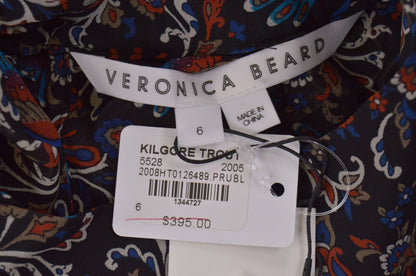 VERONICA BEARD
MADE IN
CHINA
6
KILGORE TROUT
5528 2005
2008HT0126489.PRUBL
1344727
6
$395.00